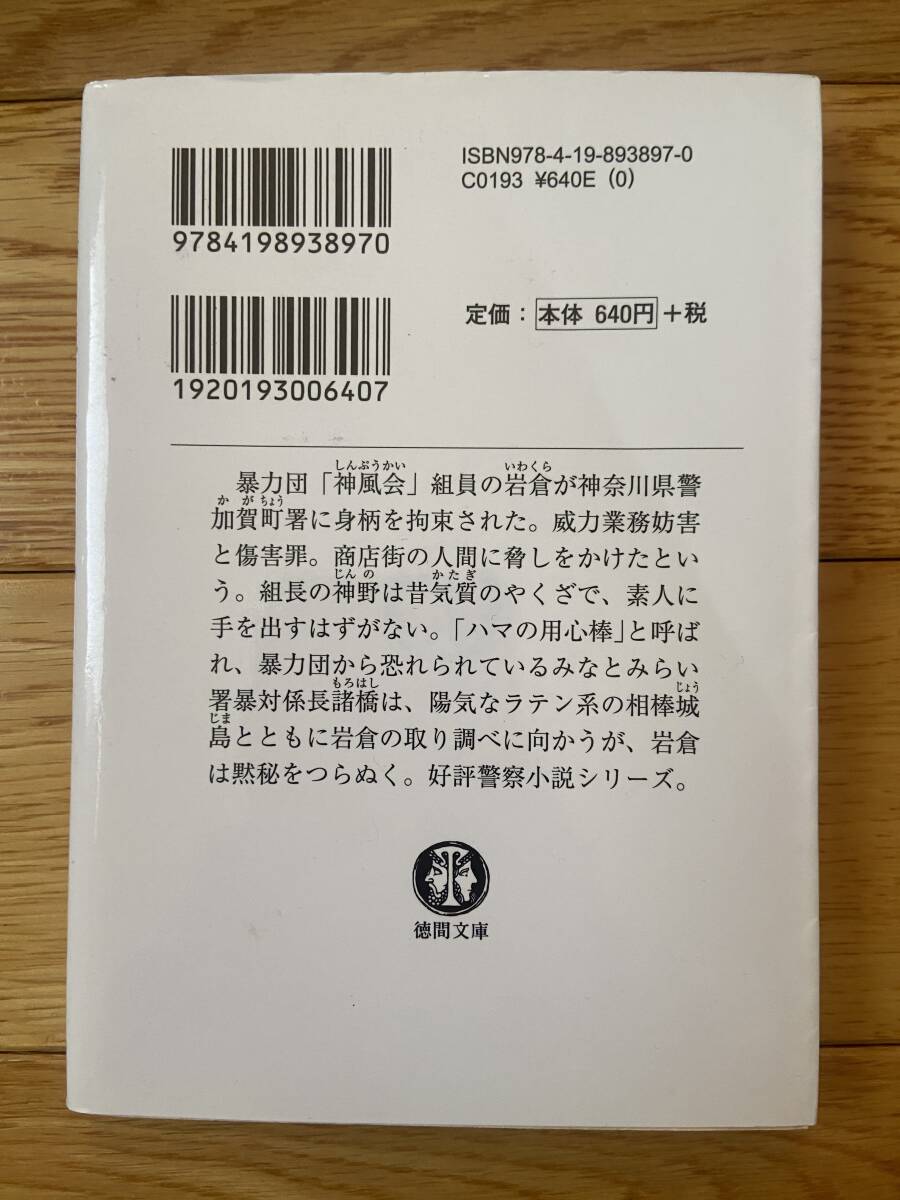 ISBN978-4-19-893897-0
C0193 ¥640E (0)
9784198938970
定価：本体 640円＋税
1920193006407
暴力団「神風会」組員の岩倉が神奈川県警
加賀町署に身柄を拘束された。威力業務妨害
と傷害罪。商店街の人間に脅しをかけたとい
う。組長の神野は昔気質のやくざで、素人に
手を出すはずがない。「ハマの用心棒」と呼ば
れ、暴力団から恐れられているみなとみらい
署暴対係長諸橋は、陽気なラテン系の相棒城
島とともに岩倉の取り調べに向かうが、岩倉
は黙秘をつらぬく。好評警察小説シリーズ。
徳間文庫